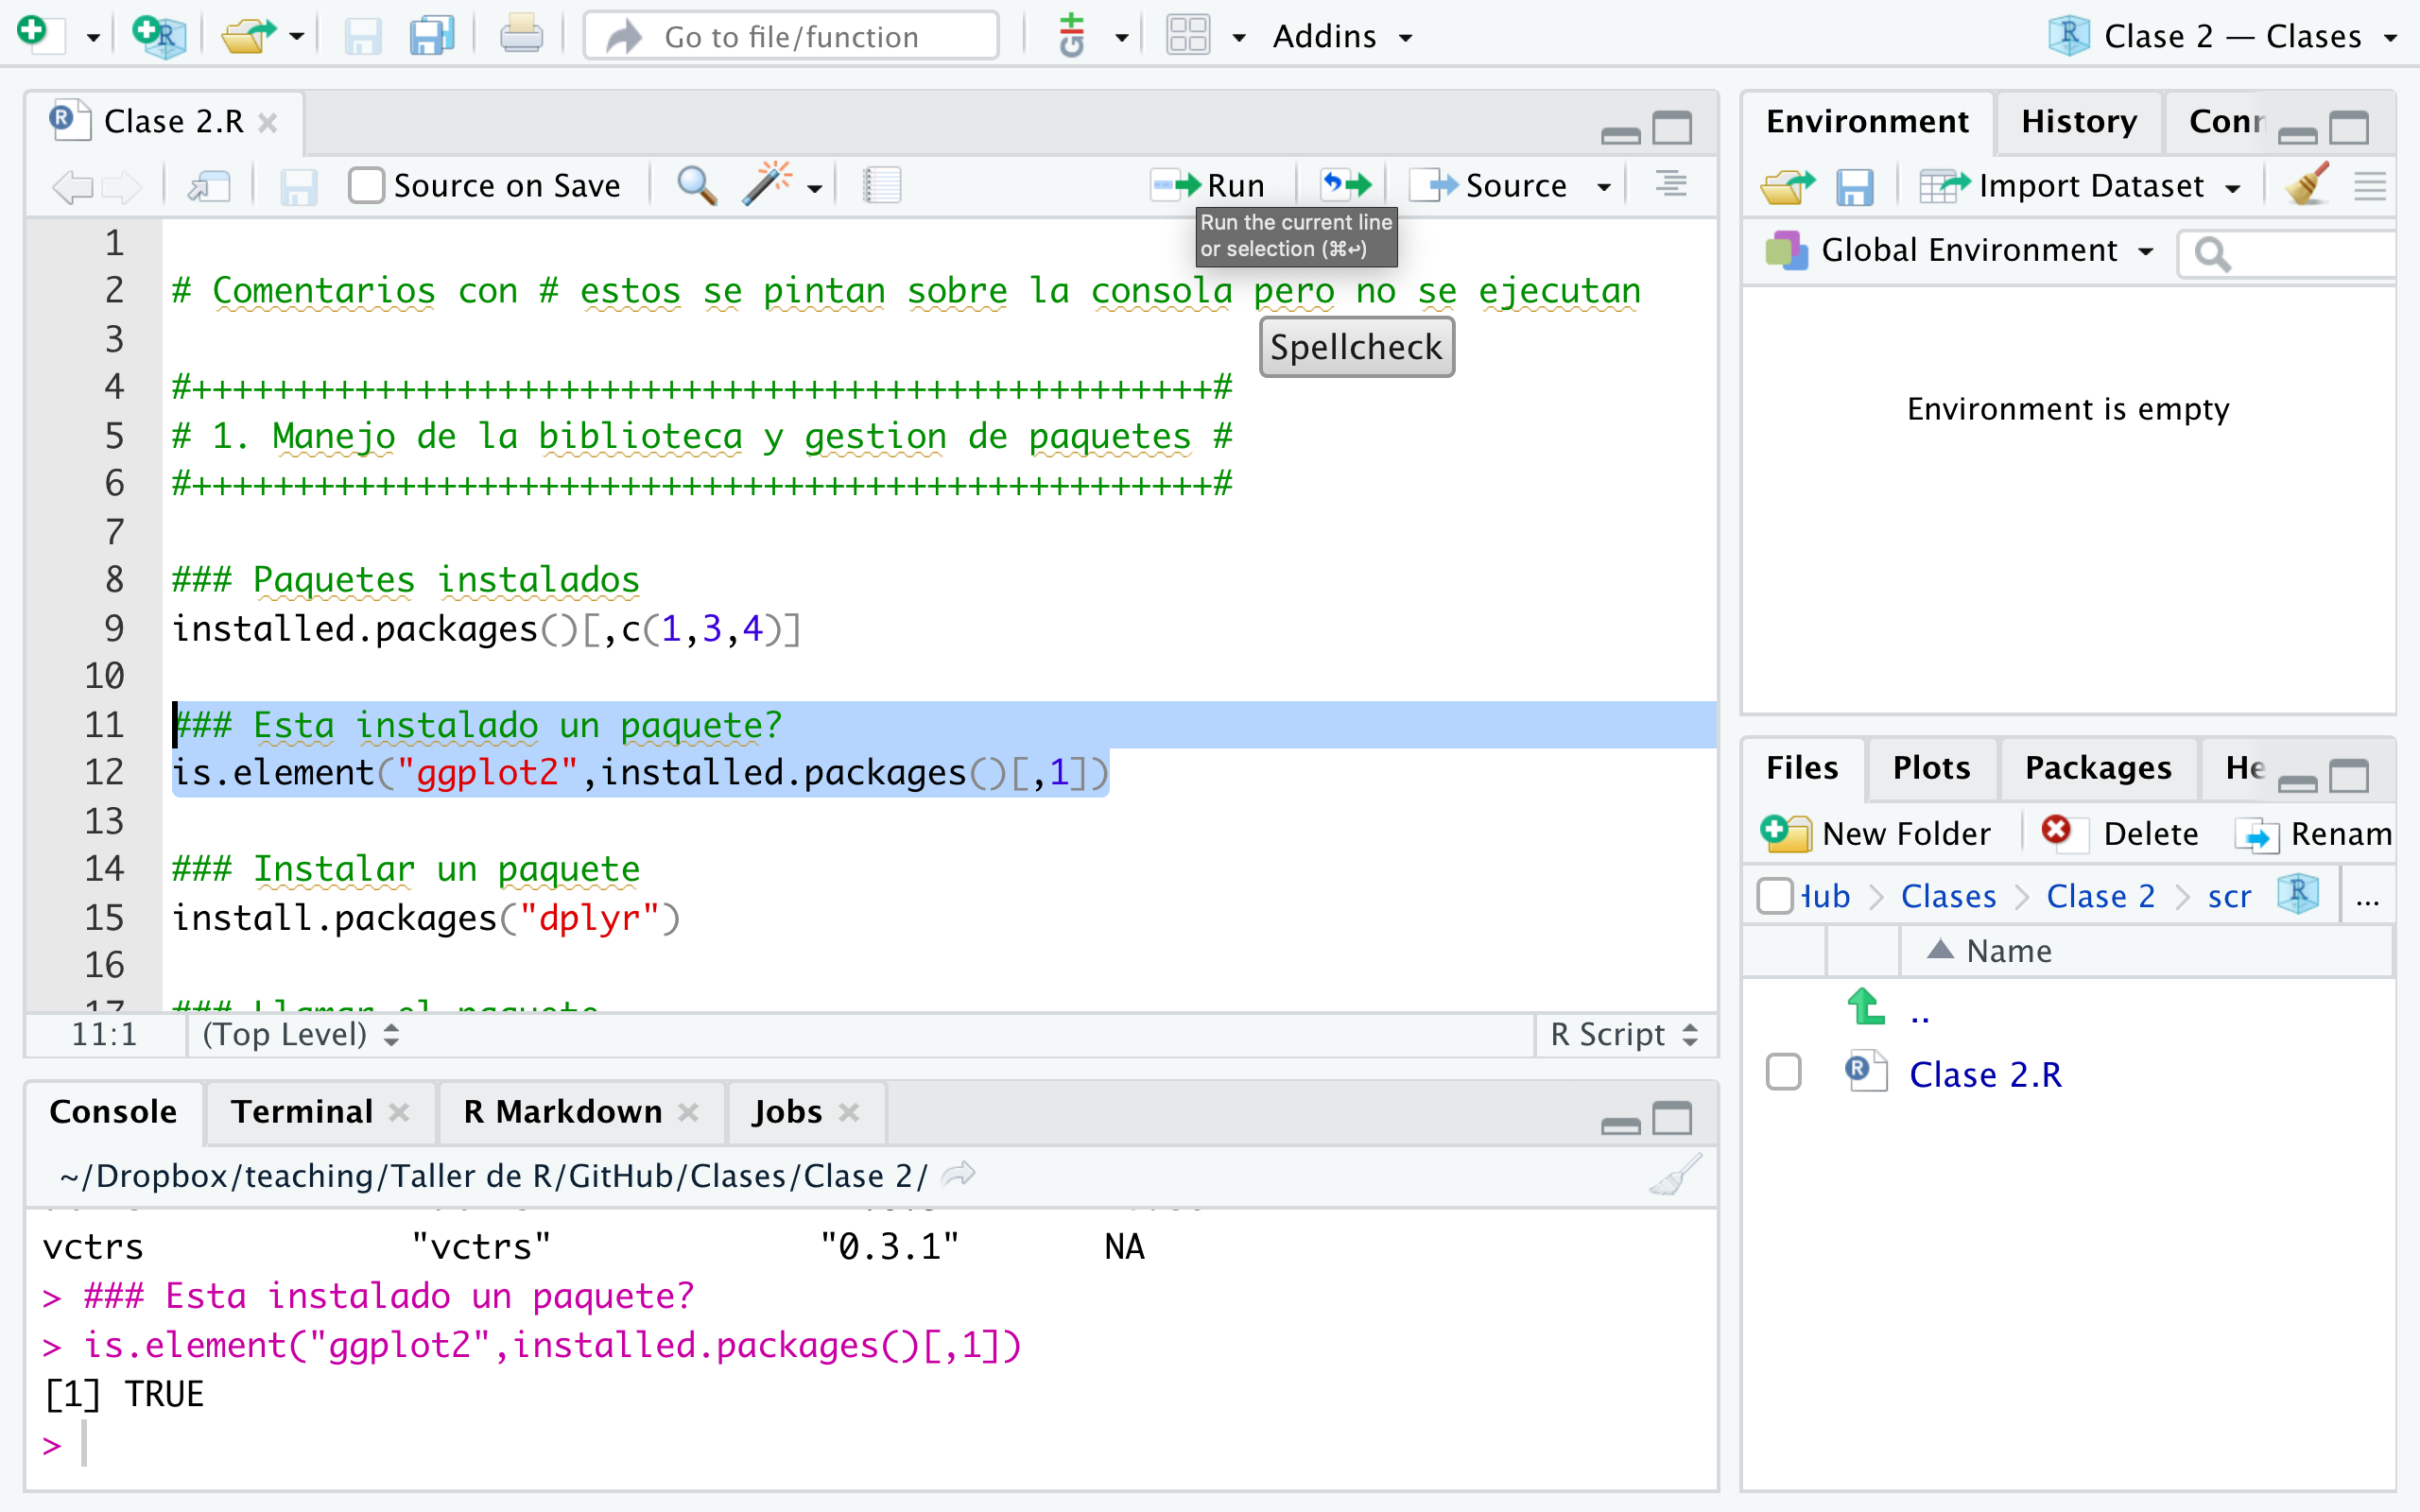 Go to file/function
Addins
Clase 2 — Clases
Clase 2.R
Source on Save
Run
Source
Run the current line
or selection (⌘↩)
1
2 # Comentarios con # estos se pintan sobre la consola pero no se ejecutan
Spellcheck
3
4 #++++++++++++++++++++++++++++++++++++++++++++++++++#
5 # 1. Manejo de la biblioteca y gestion de paquetes #
6 #++++++++++++++++++++++++++++++++++++++++++++++++++#
7
8 ### Paquetes instalados
9 installed.packages()[,c(1,3,4)]
10
11 ### Esta instalado un paquete?
12 is.element("ggplot2",installed.packages()[,1])
13
14 ### Instalar un paquete
15 install.packages("dplyr")
16
17 ### Llamar el paquete
11:1 (Top Level) R Script
Console Terminal R Markdown Jobs
~/Dropbox/teaching/Taller de R/GitHub/Clases/Clase 2/
vctrs "vctrs" "0.3.1" NA
> ### Esta instalado un paquete?
> is.element("ggplot2",installed.packages()[,1])
[1] TRUE
>
Environment History Conn
Import Dataset
Global Environment
Environment is empty
Files Plots Packages He
New Folder Delete Renam
Hub > Clases > Clase 2 > scr ...
Name
..
Clase 2.R